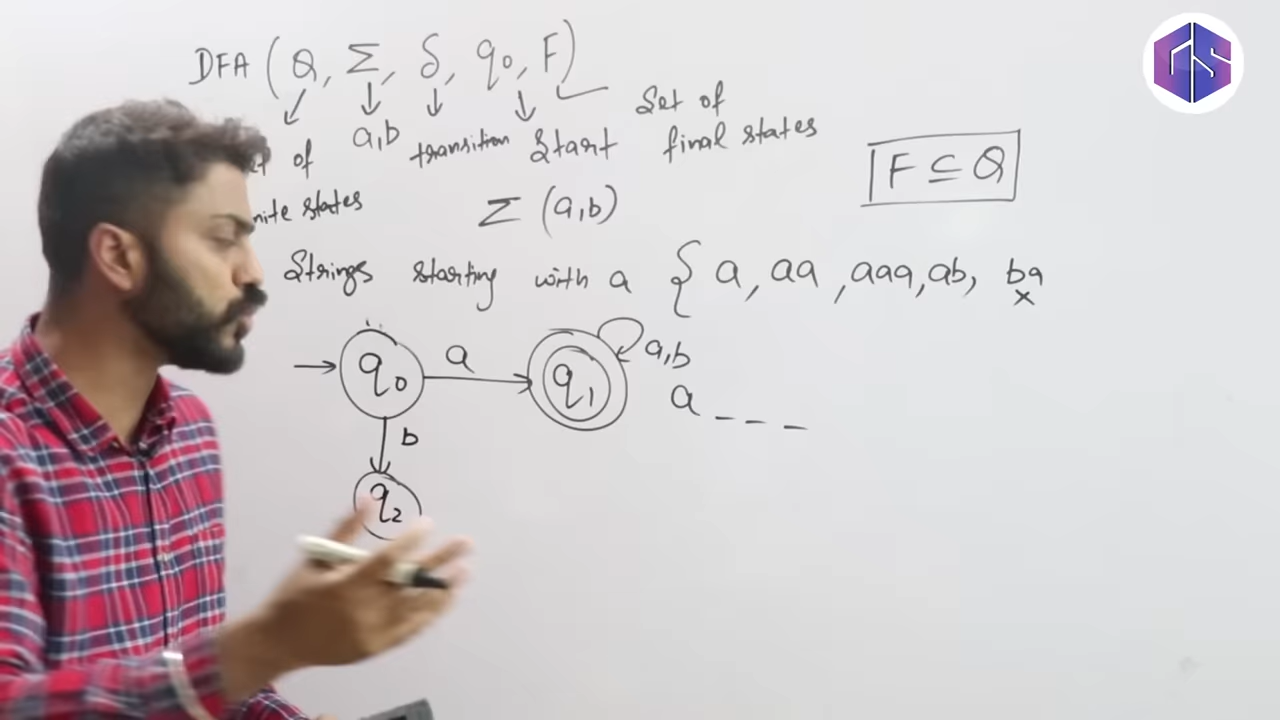 DFA (Q, Σ, δ, q0, F)
of a,b transition Start Set of final states
states
F ⊆ Q
Σ (a,b)
Strings starting with a { a, aa, aaa, ab, ba
x
q0 a q1 a,b
a _ _ _
b
q2
GS